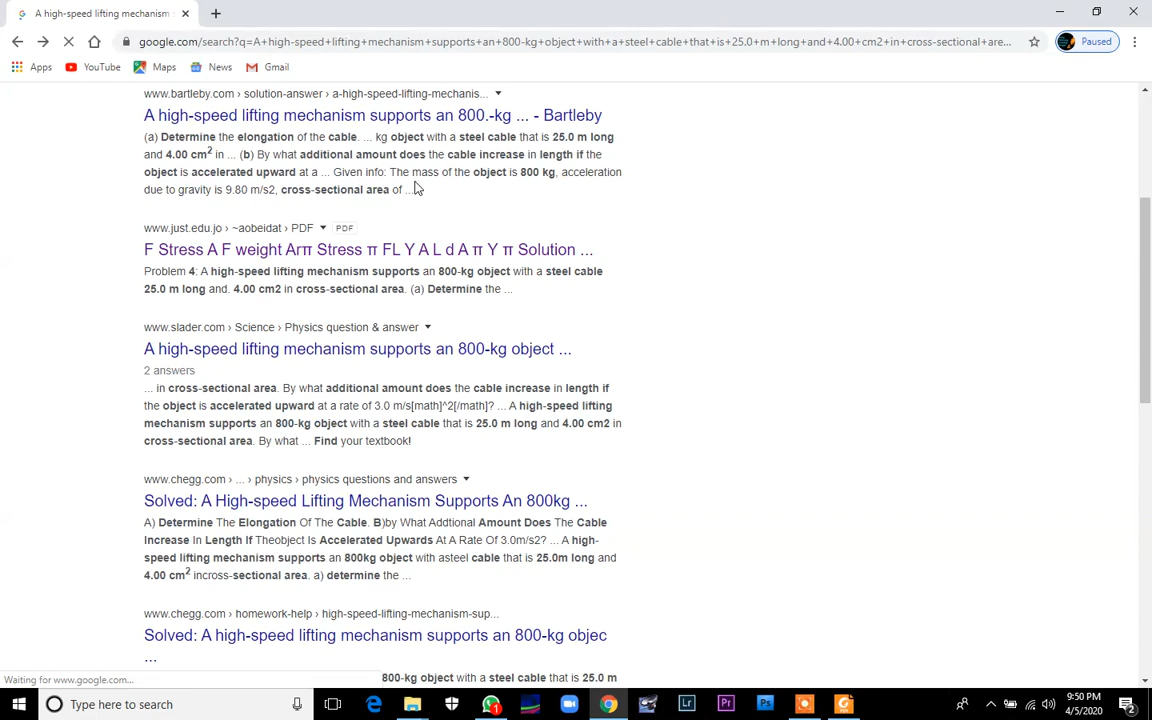 A high-speed lifting mechanism s
google.com/search?q=A+high-speed+lifting+mechanism+supports+an+800-kg+object+with+a+steel+cable+that+is+25.0+m+long+and+4.00+cm2+in+cross-sectional+are...
Paused
Apps YouTube Maps News Gmail
www.bartleby.com › solution-answer › a-high-speed-lifting-mechanis...
A high-speed lifting mechanism supports an 800.-kg ... - Bartleby
(a) Determine the elongation of the cable. ... kg object with a steel cable that is 25.0 m long
and 4.00 cm2 in ... (b) By what additional amount does the cable increase in length if the
object is accelerated upward at a ... Given info: The mass of the object is 800 kg, acceleration
due to gravity is 9.80 m/s2, cross-sectional area of ...
www.just.edu.jo › ~aobeidat › PDF PDF
F Stress A F weight Arπ Stress π FL Y A L d A π Y π Solution ...
Problem 4: A high-speed lifting mechanism supports an 800-kg object with a steel cable
25.0 m long and. 4.00 cm2 in cross-sectional area. (a) Determine the ...
www.slader.com › Science › Physics question & answer
A high-speed lifting mechanism supports an 800-kg object ...
2 answers
... in cross-sectional area. By what additional amount does the cable increase in length if
the object is accelerated upward at a rate of 3.0 m/s[math]^2[/math]? ... A high-speed lifting
mechanism supports an 800-kg object with a steel cable that is 25.0 m long and 4.00 cm2 in
cross-sectional area. By what ... Find your textbook!
www.chegg.com › ... › physics › physics questions and answers
Solved: A High-speed Lifting Mechanism Supports An 800kg ...
A) Determine The Elongation Of The Cable. B)by What Addtional Amount Does The Cable
Increase In Length If Theobject Is Accelerated Upwards At A Rate Of 3.0m/s2? ... A high-
speed lifting mechanism supports an 800kg object with asteel cable that is 25.0m long and
4.00 cm2 incross-sectional area. a) determine the ...
www.chegg.com › homework-help › high-speed-lifting-mechanism-sup...
Solved: A high-speed lifting mechanism supports an 800-kg objec
...
800-kg object with a steel cable that is 25.0 m
Waiting for www.google.com...
Type here to search
9:50 PM
4/5/2020